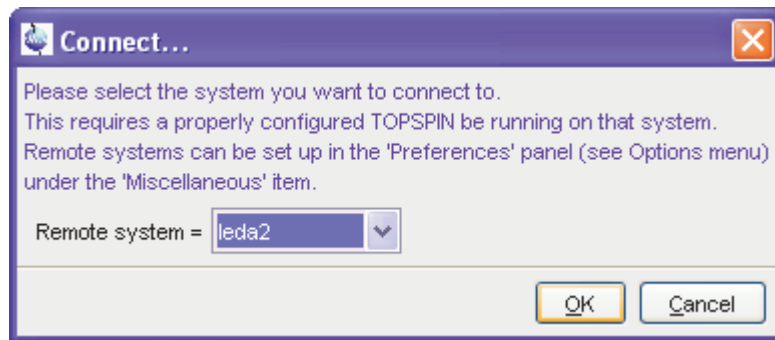 Connect...
Please select the system you want to connect to.
This requires a properly configured TOPSPIN be running on that system.
Remote systems can be set up in the 'Preferences' panel (see Options menu)
under the 'Miscellaneous' item.
Remote system = leda2
OK Cancel